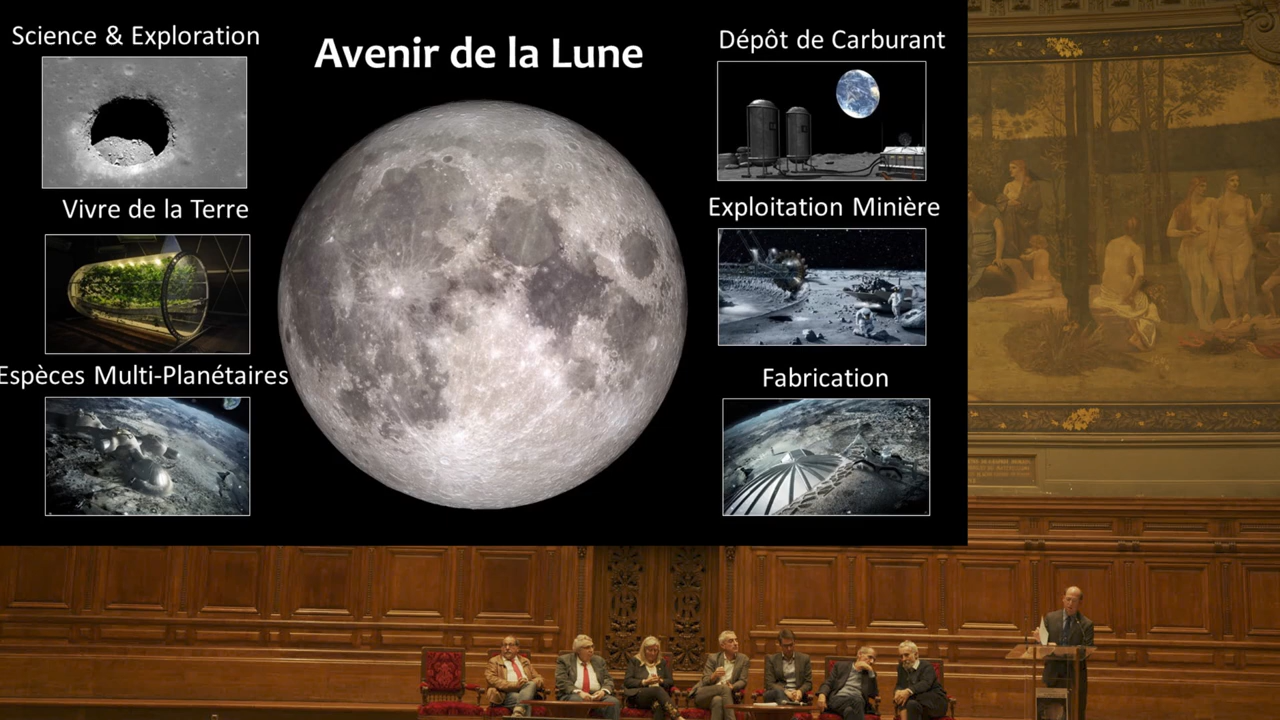 Avenir de la Lune
Science & Exploration
Vivre de la Terre
Espèces Multi-Planétaires
Dépôt de Carburant
Exploitation Minière
Fabrication